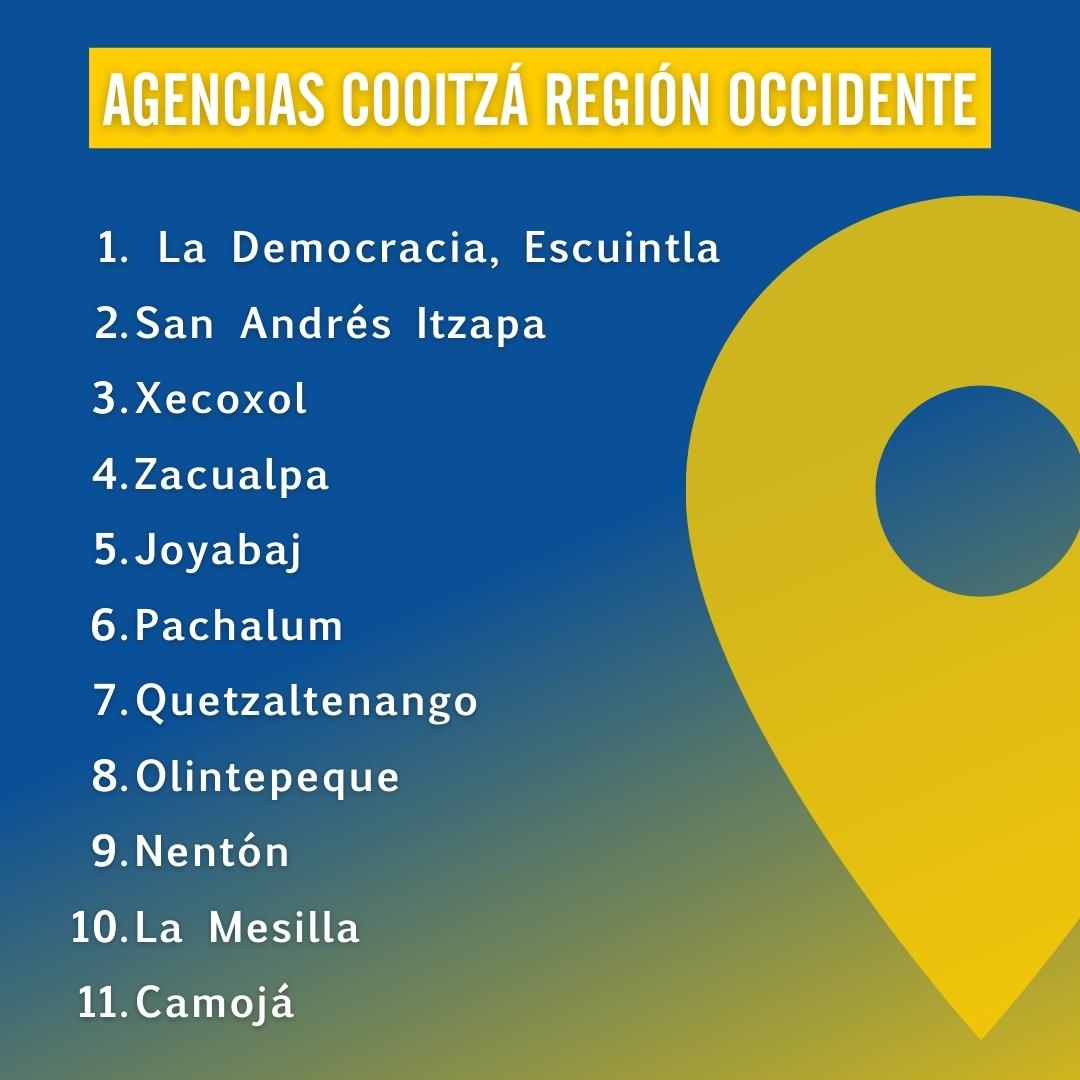 AGENCIAS COOITZÁ REGIÓN OCCIDENTE
1. La Democracia, Escuintla
2. San Andrés Itzapa
3. Xecoxol
4. Zacualpa
5. Joyabaj
6. Pachalum
7. Quetzaltenango
8. Olintepeque
9. Nentón
10. La Mesilla
11. Camojá